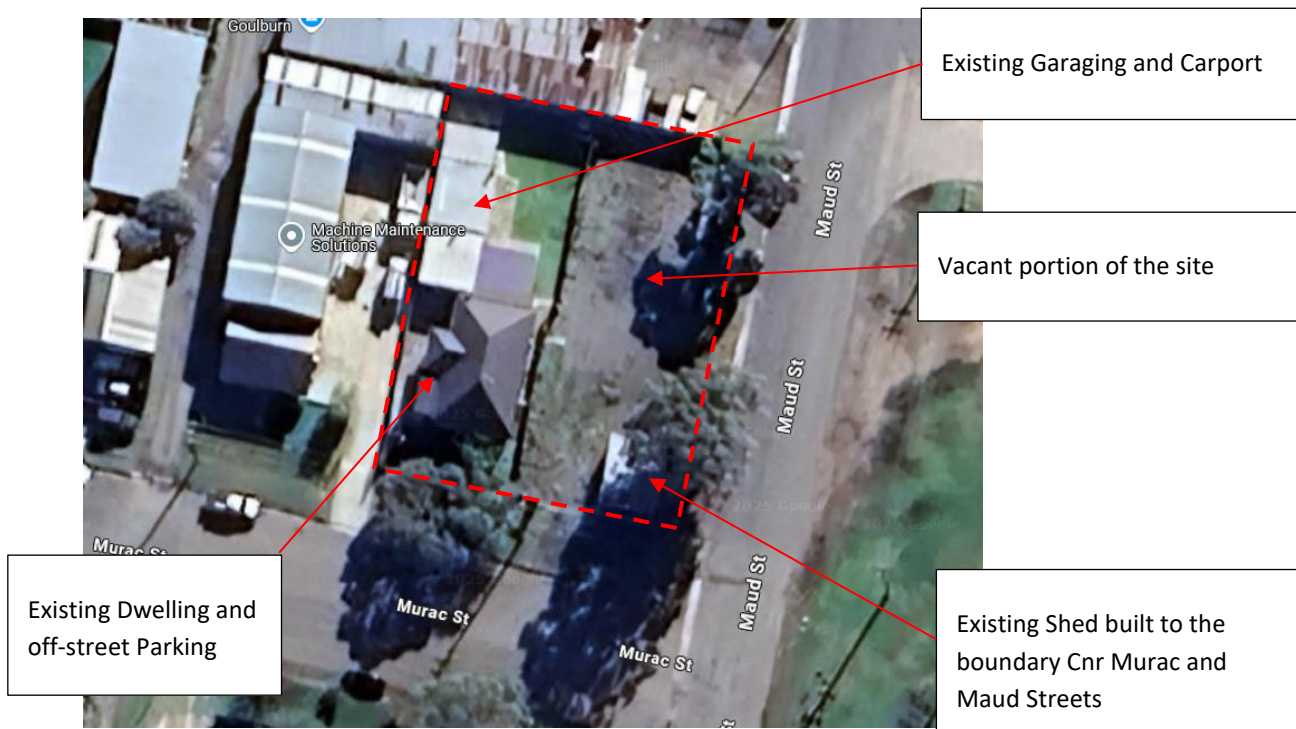 Goulburn
Existing Garaging and Carport
Maud St
Machine Maintenance
Solutions
Vacant portion of the site
Maud St
Murac St
Maud St
Existing Dwelling and
off-street Parking
Murac St
Murac St
Existing Shed built to the
boundary Cnr Murac and
Maud Streets